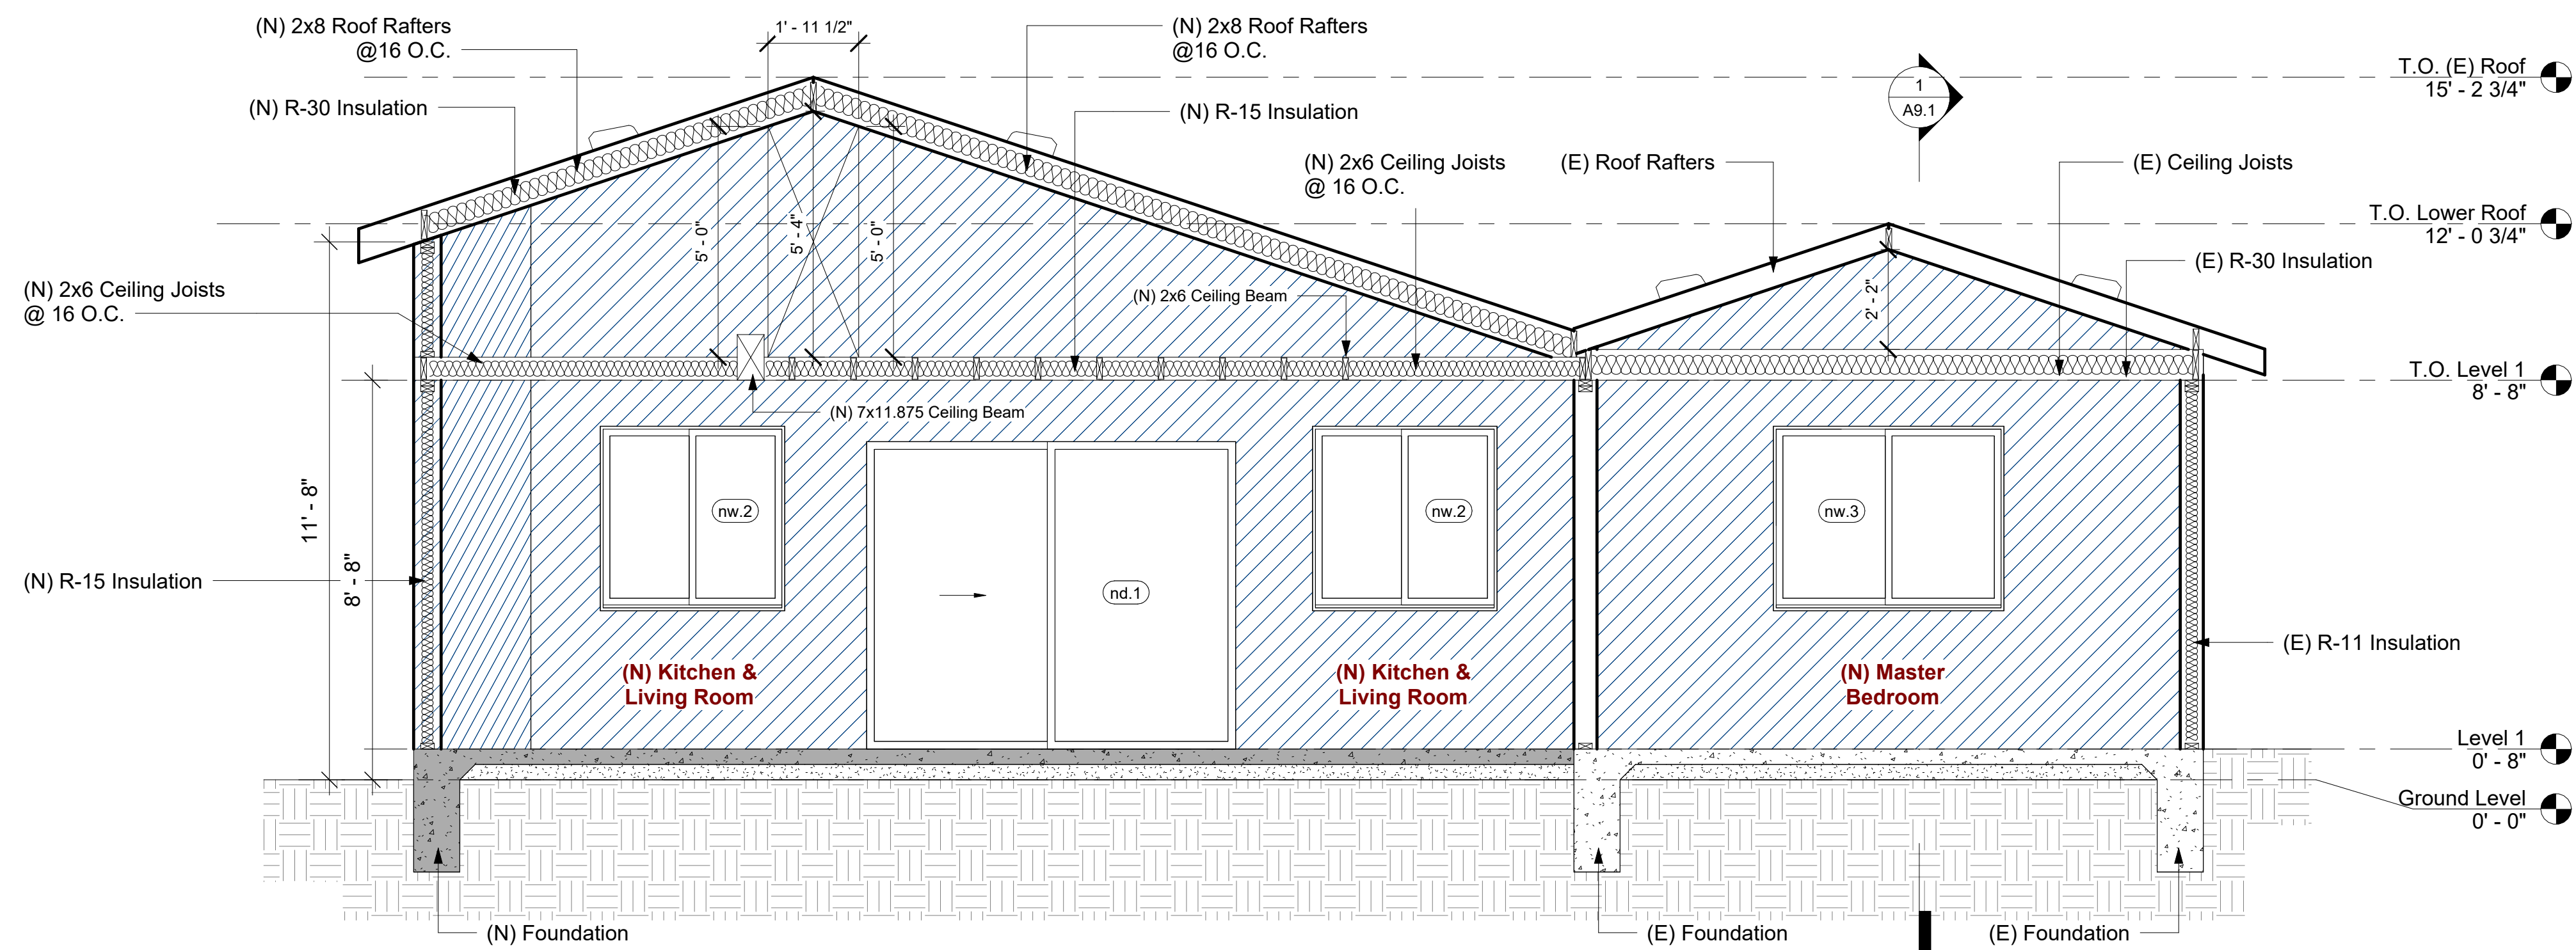 (N) 2x8 Roof Rafters
@16 O.C.
1' - 11 1/2"
(N) 2x8 Roof Rafters
@16 O.C.
1
A9.1
T.O. (E) Roof
15' - 2 3/4"
(N) R-30 Insulation
(N) R-15 Insulation
(N) 2x6 Ceiling Joists
@ 16 O.C.
(E) Roof Rafters
(E) Ceiling Joists
T.O. Lower Roof
12' - 0 3/4"
5' - 0"
5' - 4"
5' - 0"
(E) R-30 Insulation
(N) 2x6 Ceiling Joists
@ 16 O.C.
(N) 2x6 Ceiling Beam
2' - 2"
T.O. Level 1
8' - 8"
(N) 7x11.875 Ceiling Beam
11' - 8"
8' - 8"
nw.2
nd.1
nw.2
nw.3
(N) R-15 Insulation
(E) R-11 Insulation
(N) Kitchen &
Living Room
(N) Kitchen &
Living Room
(N) Master
Bedroom
Level 1
0' - 8"
Ground Level
0' - 0"
(N) Foundation
(E) Foundation
(E) Foundation